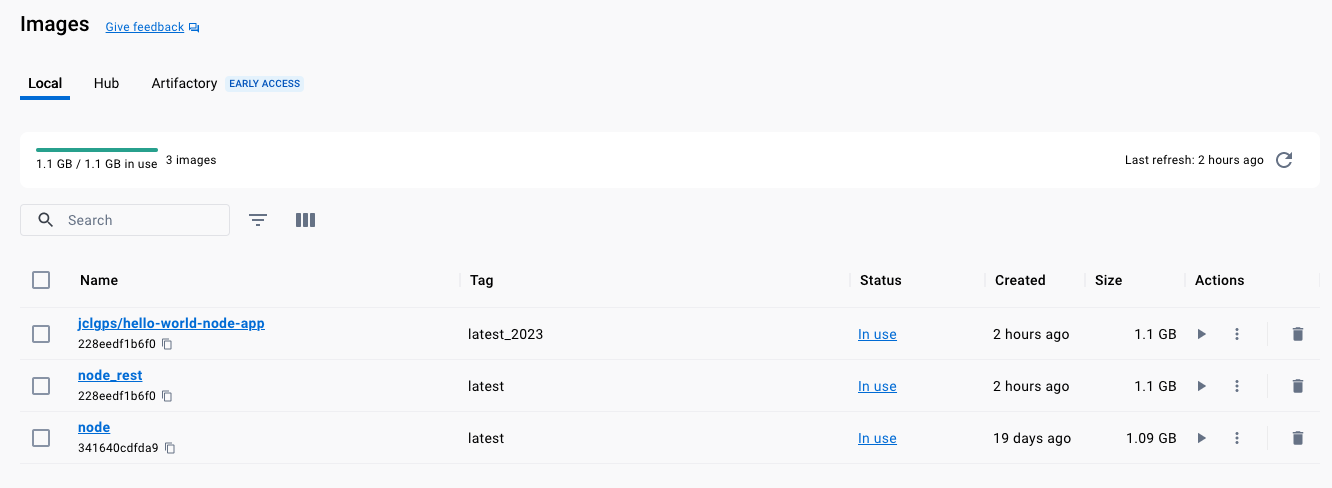 Images Give feedback
Local Hub Artifactory EARLY ACCESS
1.1 GB / 1.1 GB in use 3 images Last refresh: 2 hours ago
Search
Name Tag Status Created Size Actions
jclgps/hello-world-node-app
228eedf1b6f0 latest_2023 In use 2 hours ago 1.1 GB
node_rest
228eedf1b6f0 latest In use 2 hours ago 1.1 GB
node
341640cdfda9 latest In use 19 days ago 1.09 GB